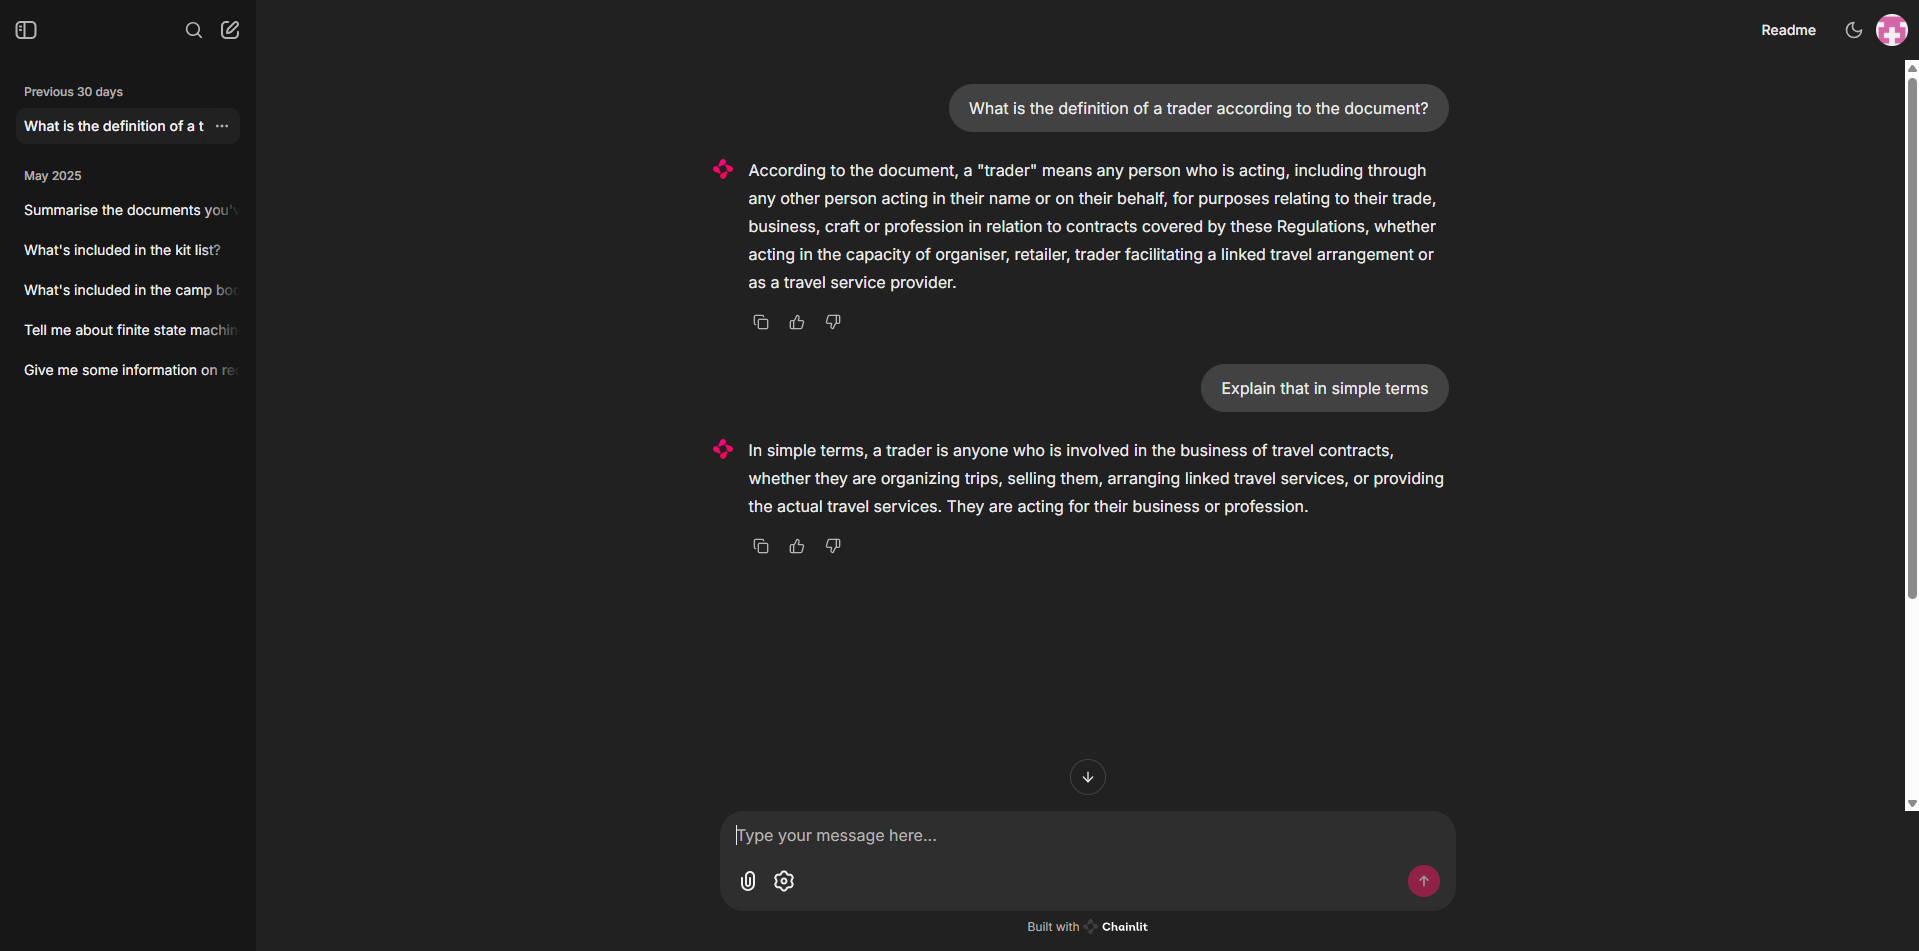 Readme
Previous 30 days
What is the definition of a t
May 2025
Summarise the documents you'v
What's included in the kit list?
What's included in the camp boo
Tell me about finite state machin
Give me some information on rec
What is the definition of a trader according to the document?
According to the document, a "trader" means any person who is acting, including through
any other person acting in their name or on their behalf, for purposes relating to their trade,
business, craft or profession in relation to contracts covered by these Regulations, whether
acting in the capacity of organiser, retailer, trader facilitating a linked travel arrangement or
as a travel service provider.
Explain that in simple terms
In simple terms, a trader is anyone who is involved in the business of travel contracts,
whether they are organizing trips, selling them, arranging linked travel services, or providing
the actual travel services. They are acting for their business or profession.
Type your message here...
Built with Chainlit